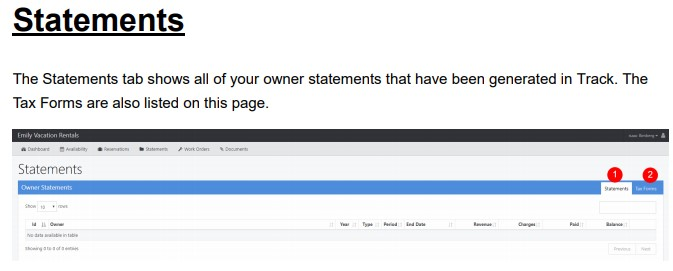 Statements
The Statements tab shows all of your owner statements that have been generated in Track. The
Tax Forms are also listed on this page.
Emily Vacation Rentals
Dashboard Availability Reservations Statements Work Orders Documents
Statements
1 2
Owner Statements Statements Tax Forms
Show 10 rows
Id Owner Year Type Period End Date Revenue Charges Paid Balance
No data available in table
Showing 0 to 0 of 0 entries Previous Next